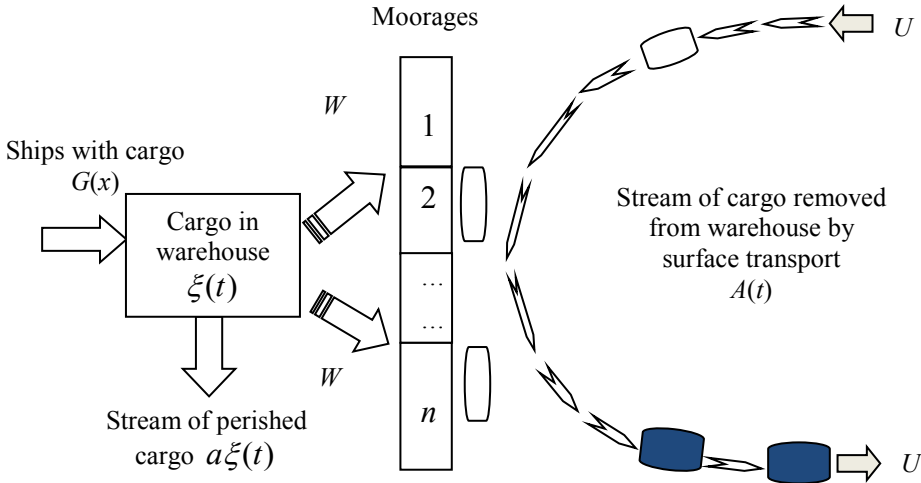 Moorages
U
W
1
Ships with cargo
G(x)
2
Cargo in
warehouse
ξ(t)
Stream of cargo removed
from warehouse by
surface transport
A(t)
...
...
W
n
Stream of perished
cargo aξ(t)
U